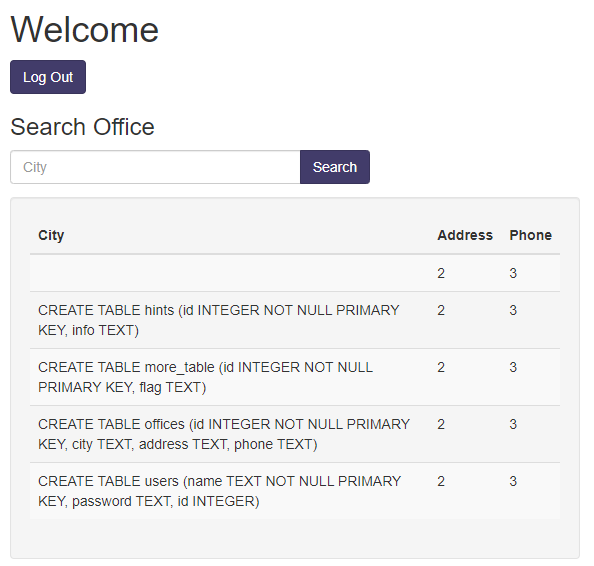 Welcome
Log Out
Search Office
City Search
City Address Phone
2 3
CREATE TABLE hints (id INTEGER NOT NULL PRIMARY 2 3
KEY, info TEXT)
CREATE TABLE more_table (id INTEGER NOT NULL 2 3
PRIMARY KEY, flag TEXT)
CREATE TABLE offices (id INTEGER NOT NULL PRIMARY 2 3
KEY, city TEXT, address TEXT, phone TEXT)
CREATE TABLE users (name TEXT NOT NULL PRIMARY 2 3
KEY, password TEXT, id INTEGER)